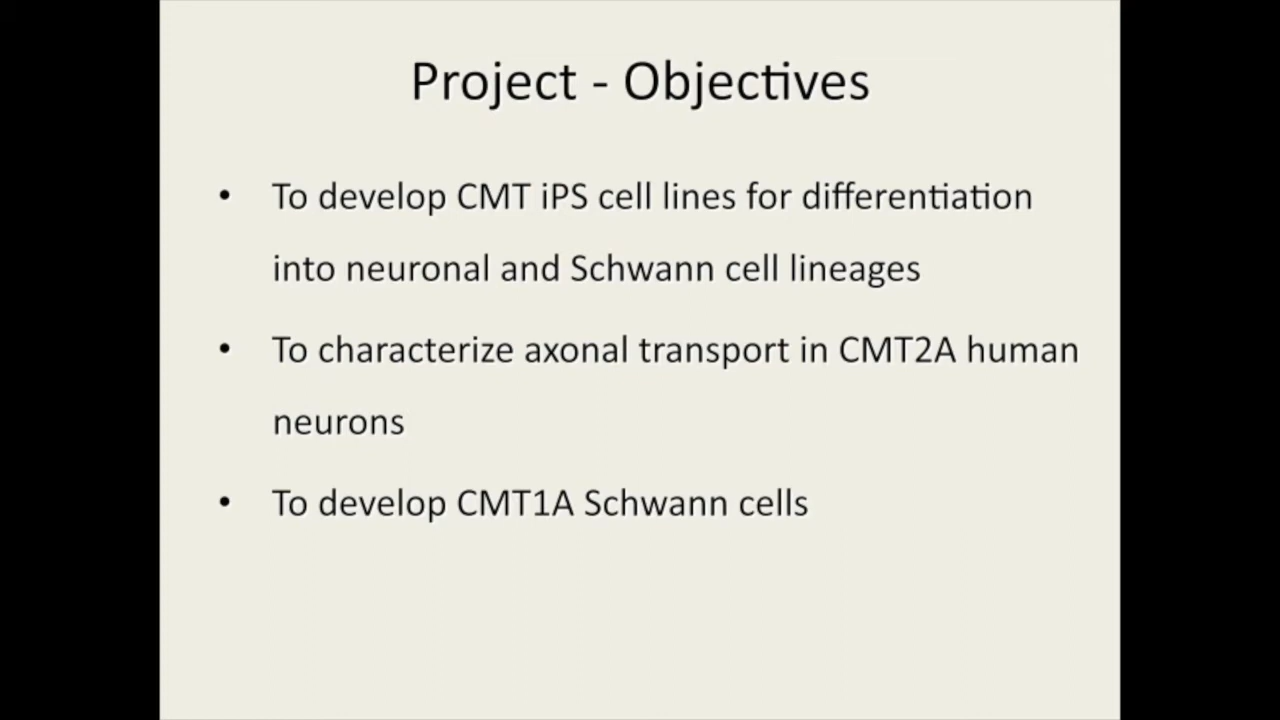 Project - Objectives
• To develop CMT iPS cell lines for differentiation
into neuronal and Schwann cell lineages
• To characterize axonal transport in CMT2A human
neurons
• To develop CMT1A Schwann cells